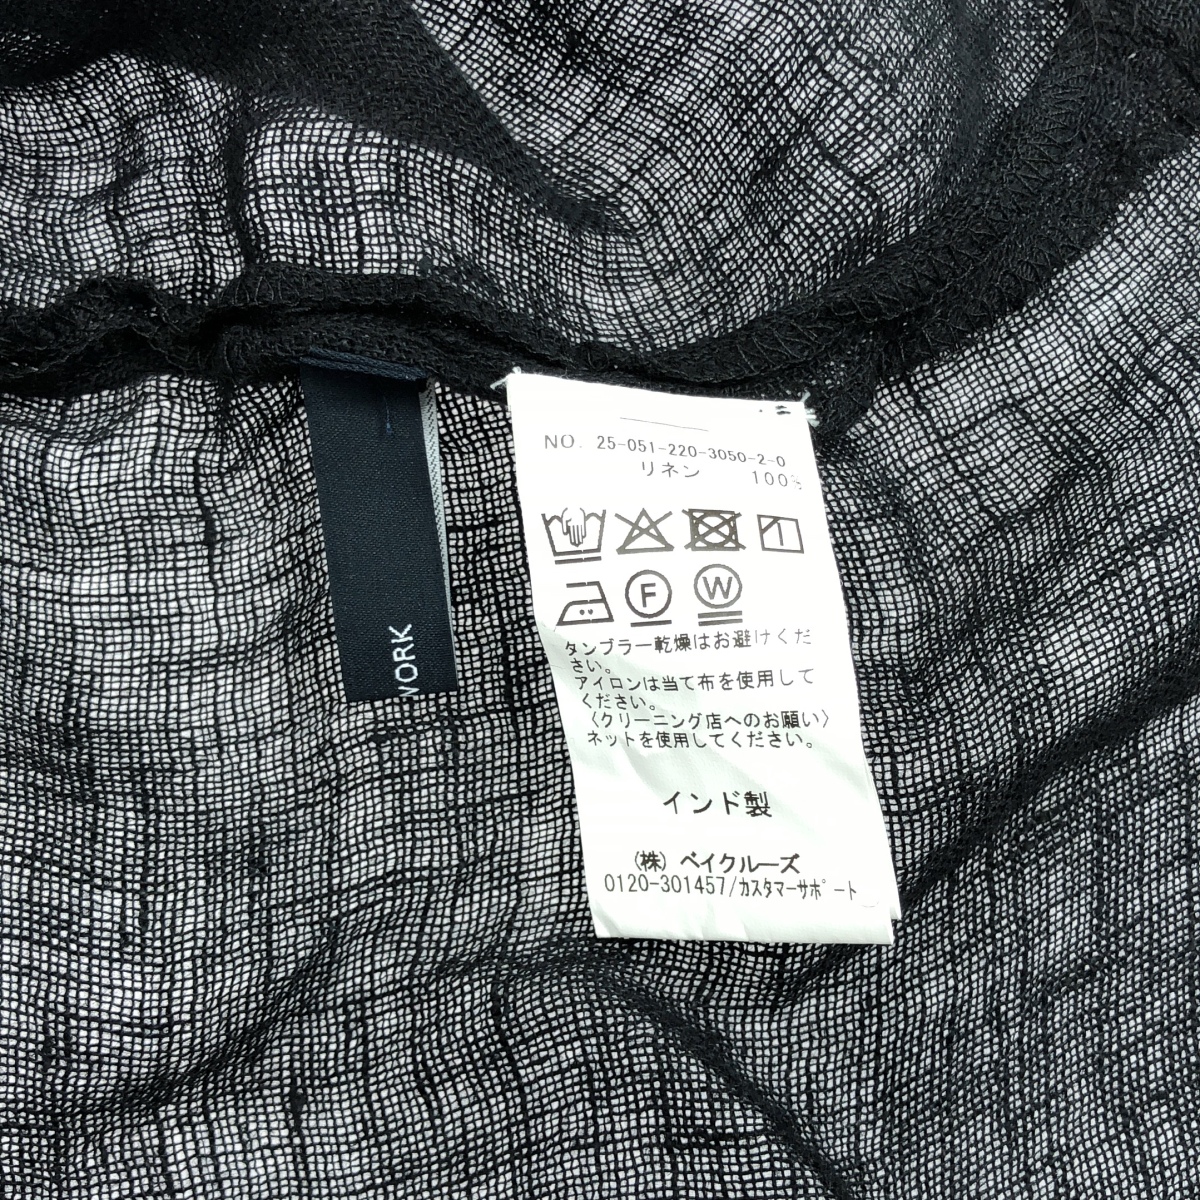 NO. 25-051-220-3050-2-0
リネン 100%
F
W
タンブラー乾燥はお避けくだ
さい。
アイロンは当て布を使用して
ください。
〈クリーニング店へのお願い〉
ネットを使用してください。
インド製
(株) ベイクルーズ
0120-301457/カスタマーサポート
WORK